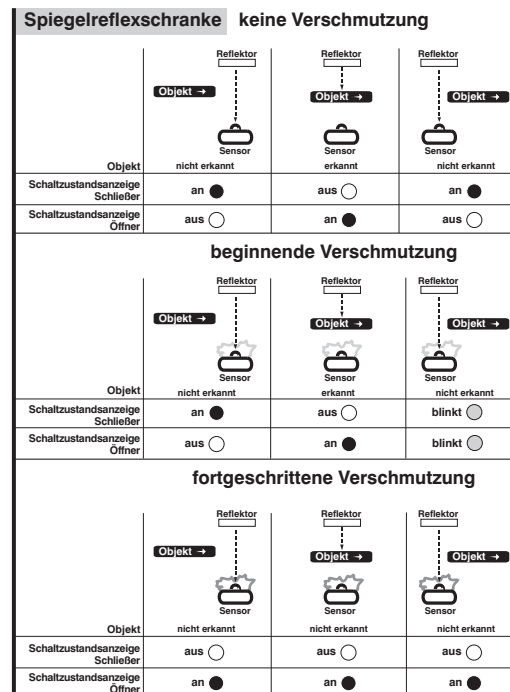 Spiegelreflexschranke keine Verschmutzung
Reflektor Reflektor Reflektor
Objekt → Objekt → Objekt →
Sensor Sensor Sensor
Objekt nicht erkannt erkannt nicht erkannt
Schaltzustandsanzeige
Schließer an aus an
Schaltzustandsanzeige
Öffner aus an aus
beginnende Verschmutzung
Reflektor Reflektor Reflektor
Objekt → Objekt → Objekt →
Sensor Sensor Sensor
Objekt nicht erkannt erkannt nicht erkannt
Schaltzustandsanzeige
Schließer an aus blinkt
Schaltzustandsanzeige
Öffner aus an blinkt
fortgeschrittene Verschmutzung
Reflektor Reflektor Reflektor
Objekt → Objekt → Objekt →
Sensor Sensor Sensor
Objekt nicht erkannt nicht erkannt nicht erkannt
Schaltzustandsanzeige
Schließer aus aus aus
Schaltzustandsanzeige
Öffner an an an